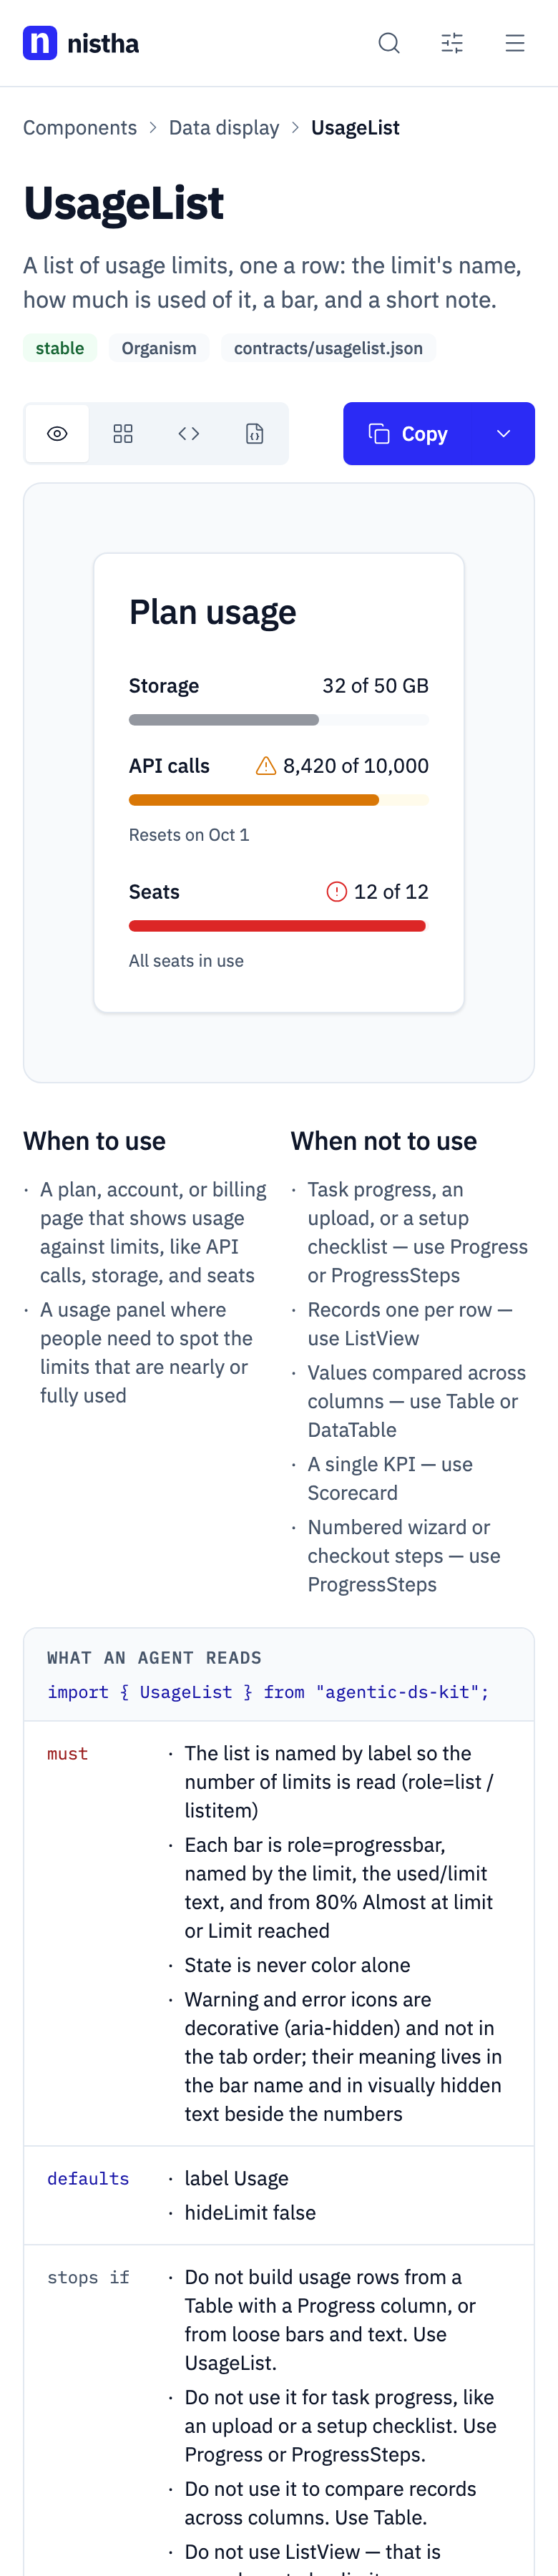 n nistha
Components > Data display > UsageList
UsageList
A list of usage limits, one a row: the limit's name,
how much is used of it, a bar, and a short note.
stable Organism contracts/usagelist.json
Copy
Plan usage
Storage 32 of 50 GB
API calls 8,420 of 10,000
Resets on Oct 1
Seats 12 of 12
All seats in use
When to use
· A plan, account, or billing
page that shows usage
against limits, like API
calls, storage, and seats
· A usage panel where
people need to spot the
limits that are nearly or
fully used
When not to use
· Task progress, an
upload, or a setup
checklist — use Progress
or ProgressSteps
· Records one per row —
use ListView
· Values compared across
columns — use Table or
DataTable
· A single KPI — use
Scorecard
· Numbered wizard or
checkout steps — use
ProgressSteps
WHAT AN AGENT READS
import { UsageList } from "agentic-ds-kit";
must
· The list is named by label so the
number of limits is read (role=list /
listitem)
· Each bar is role=progressbar,
named by the limit, the used/limit
text, and from 80% Almost at limit
or Limit reached
· State is never color alone
· Warning and error icons are
decorative (aria-hidden) and not in
the tab order; their meaning lives in
the bar name and in visually hidden
text beside the numbers
defaults
· label Usage
· hideLimit false
stops if
· Do not build usage rows from a
Table with a Progress column, or
from loose bars and text. Use
UsageList.
· Do not use it for task progress, like
an upload or a setup checklist. Use
Progress or ProgressSteps.
· Do not use it to compare records
across columns. Use Table.
· Do not use ListView — that is